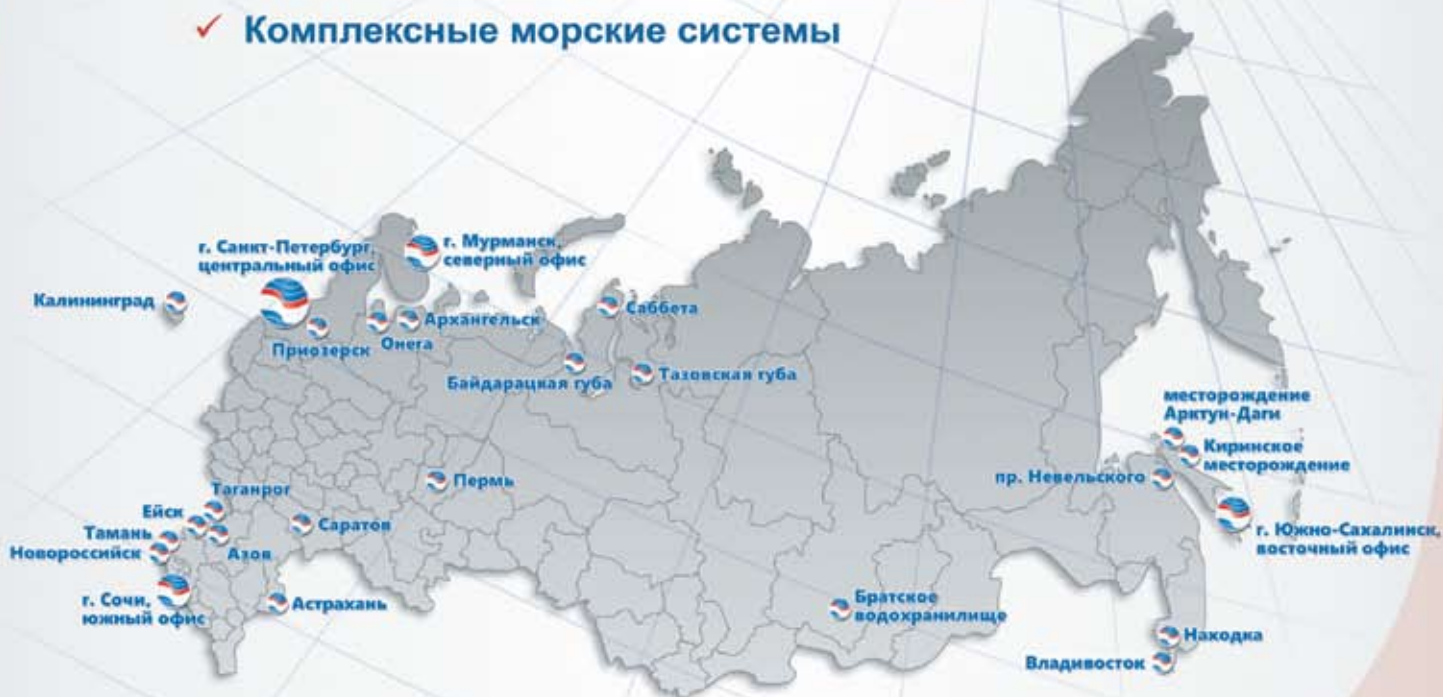 ✓ Комплексные морские системы
г. Мурманск,
северный офис
г. Санкт-Петербург,
центральный офис
Калининград
Саббета
Архангельск
Онега
Приозерск
Байдарацкая губа
Тазовская губа
месторождение
Арктун-Даги
Киринское
месторождение
пр. Невельского
Пермь
Таганрог
Ейск
Саратов
Тамань
Новороссийск
Азов
г. Южно-Сахалинск,
восточный офис
г. Сочи,
южный офис
Астрахань
Братское
водохранилище
Находка
Владивосток